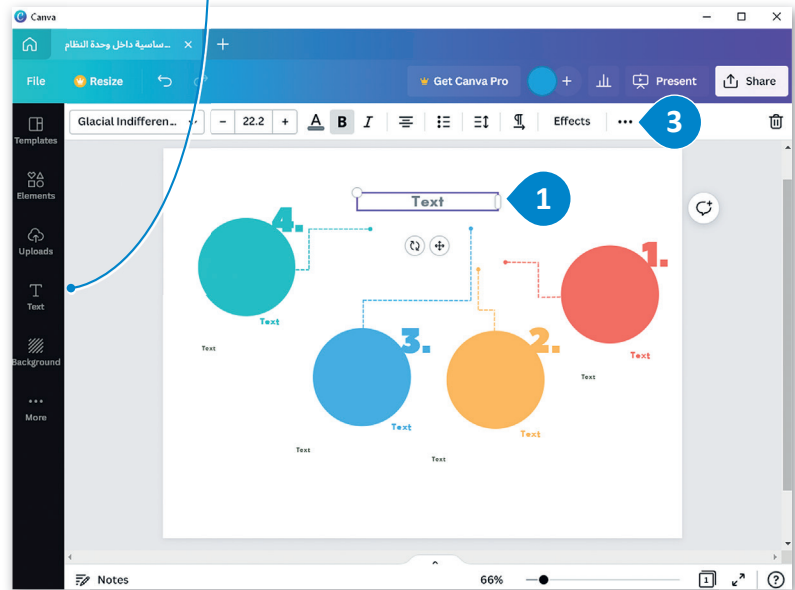 Canva
...ساسية داخل وحدة النظام
File
Resize
Get Canva Pro
Present
Share
Glacial Indifferen...
22.2
A
B
I
Effects
3
Templates
Elements
Uploads
Text
Background
More
Text
1
4.
1.
Text
Text
3.
2.
Text
Text
Text
Text
Text
Text
Notes
66%
1